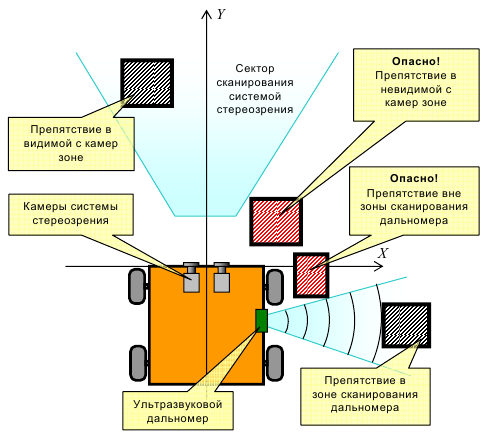 Y
Сектор
сканирования
системой
стереозрения
Опасно!
Препятствие в
невидимой с
камер зоне
Препятствие в
видимой с камер
зоне
Опасно!
Препятствие вне
зоны сканирования
дальномера
Камеры системы
стереозрения
X
Препятствие в
зоне сканирования
дальномера
Ультразвуковой
дальномер